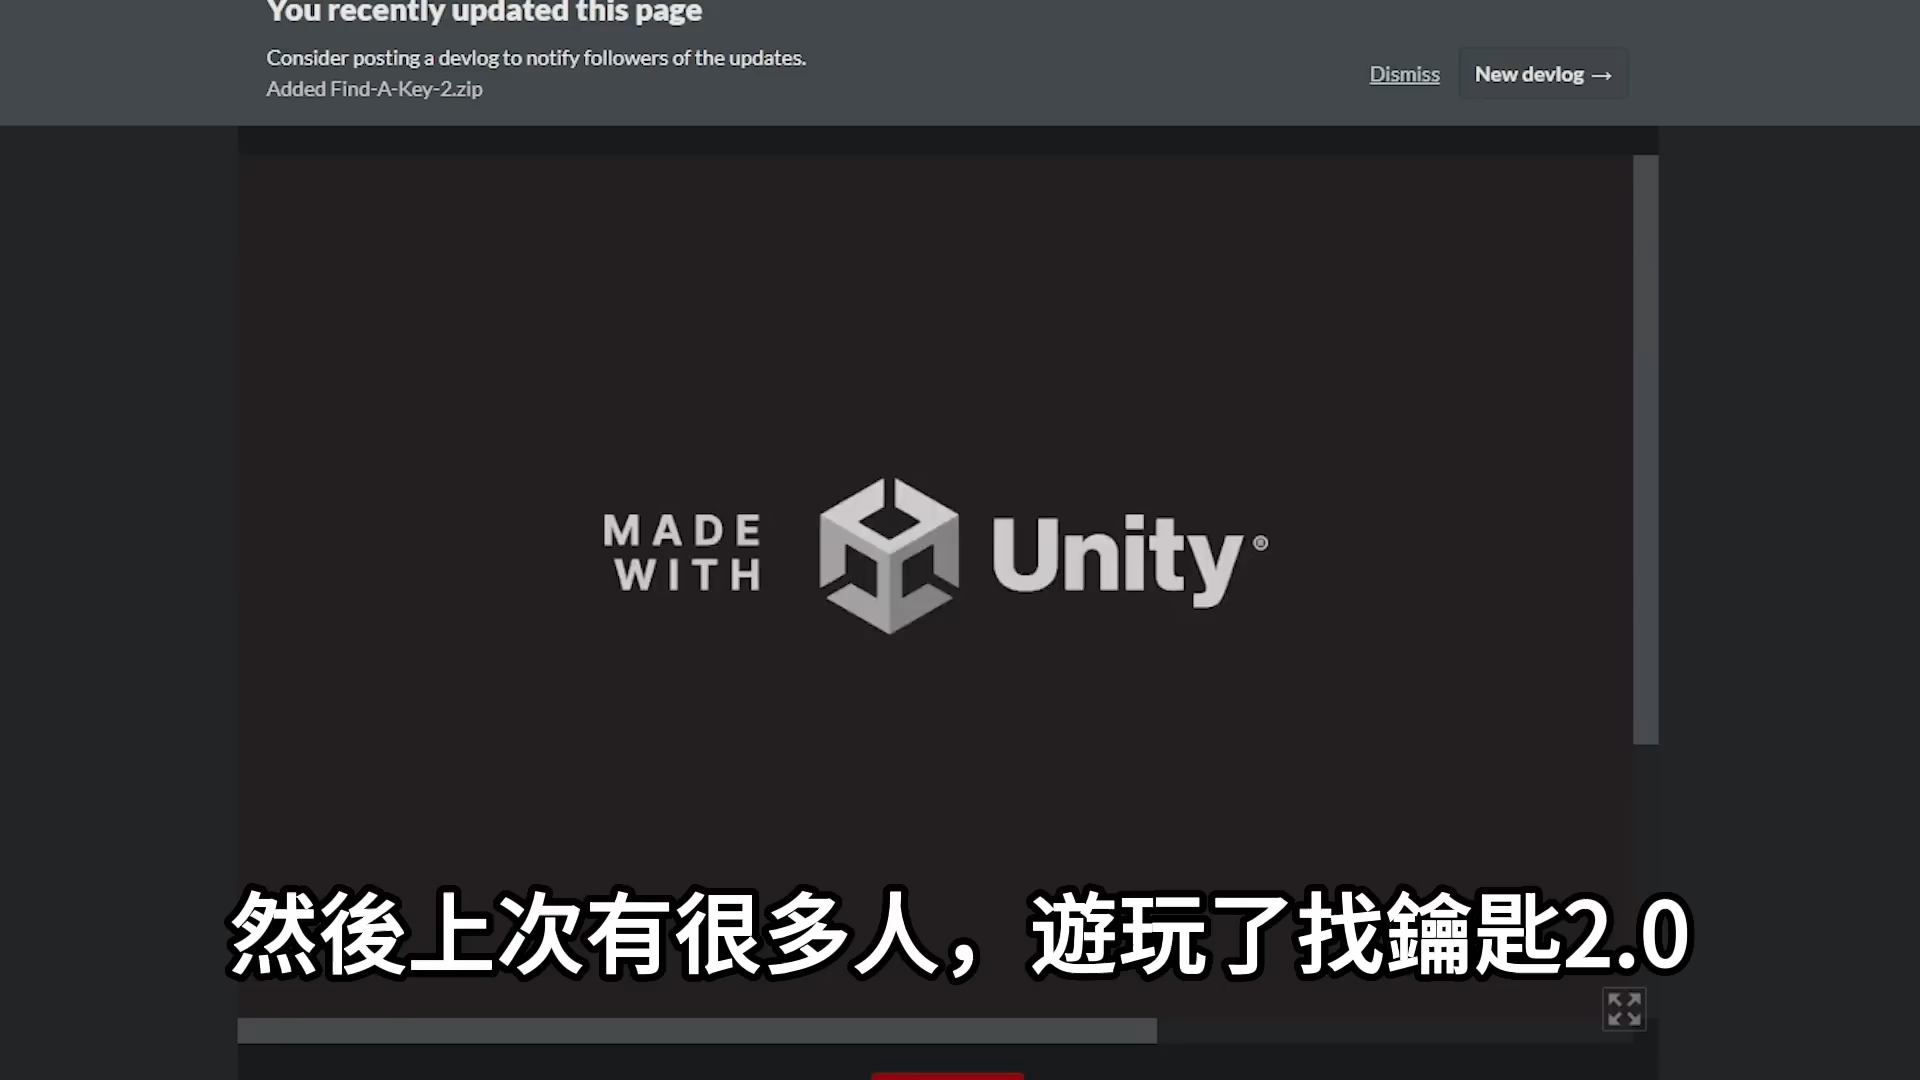 You recently updated this page
Consider posting a devlog to notify followers of the updates.
Added Find-A-Key-2.zip
Dismiss
New devlog →
MADE
WITH
Unity®
然後上次有很多人，遊玩了找鑰匙2.0